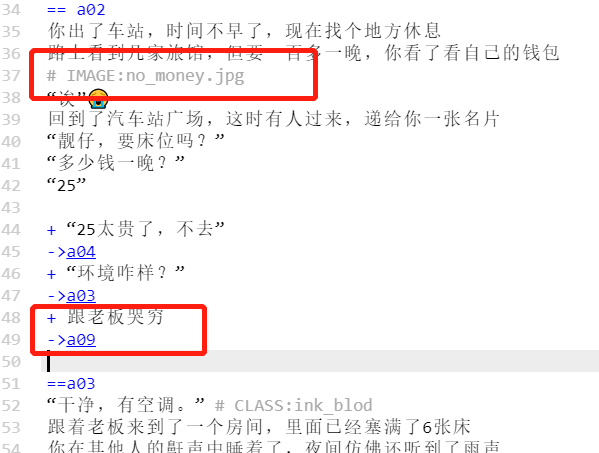 34 == a02
35 你出了车站，时间不早了，现在找个地方休息
36 路上看到几家旅馆，但要一百多一晚，你看了看自己的钱包
37 # IMAGE:no_money.jpg
38 “诶”😭
39 回到了汽车站广场，这时有人过来，递给你一张名片
40 “靓仔，要床位吗？”
41 “多少钱一晚？”
42 “25”
43
44 + “25太贵了，不去”
45 ->a04
46 + “环境咋样？”
47 ->a03
48 + 跟老板哭穷
49 ->a09
50
51 ==a03
52 “干净，有空调。” # CLASS:ink_blod
53 跟着老板来到了一个房间，里面已经塞满了6张床
54 你在其他人的鼾声中睡着了，夜间仿佛还听到了雨声